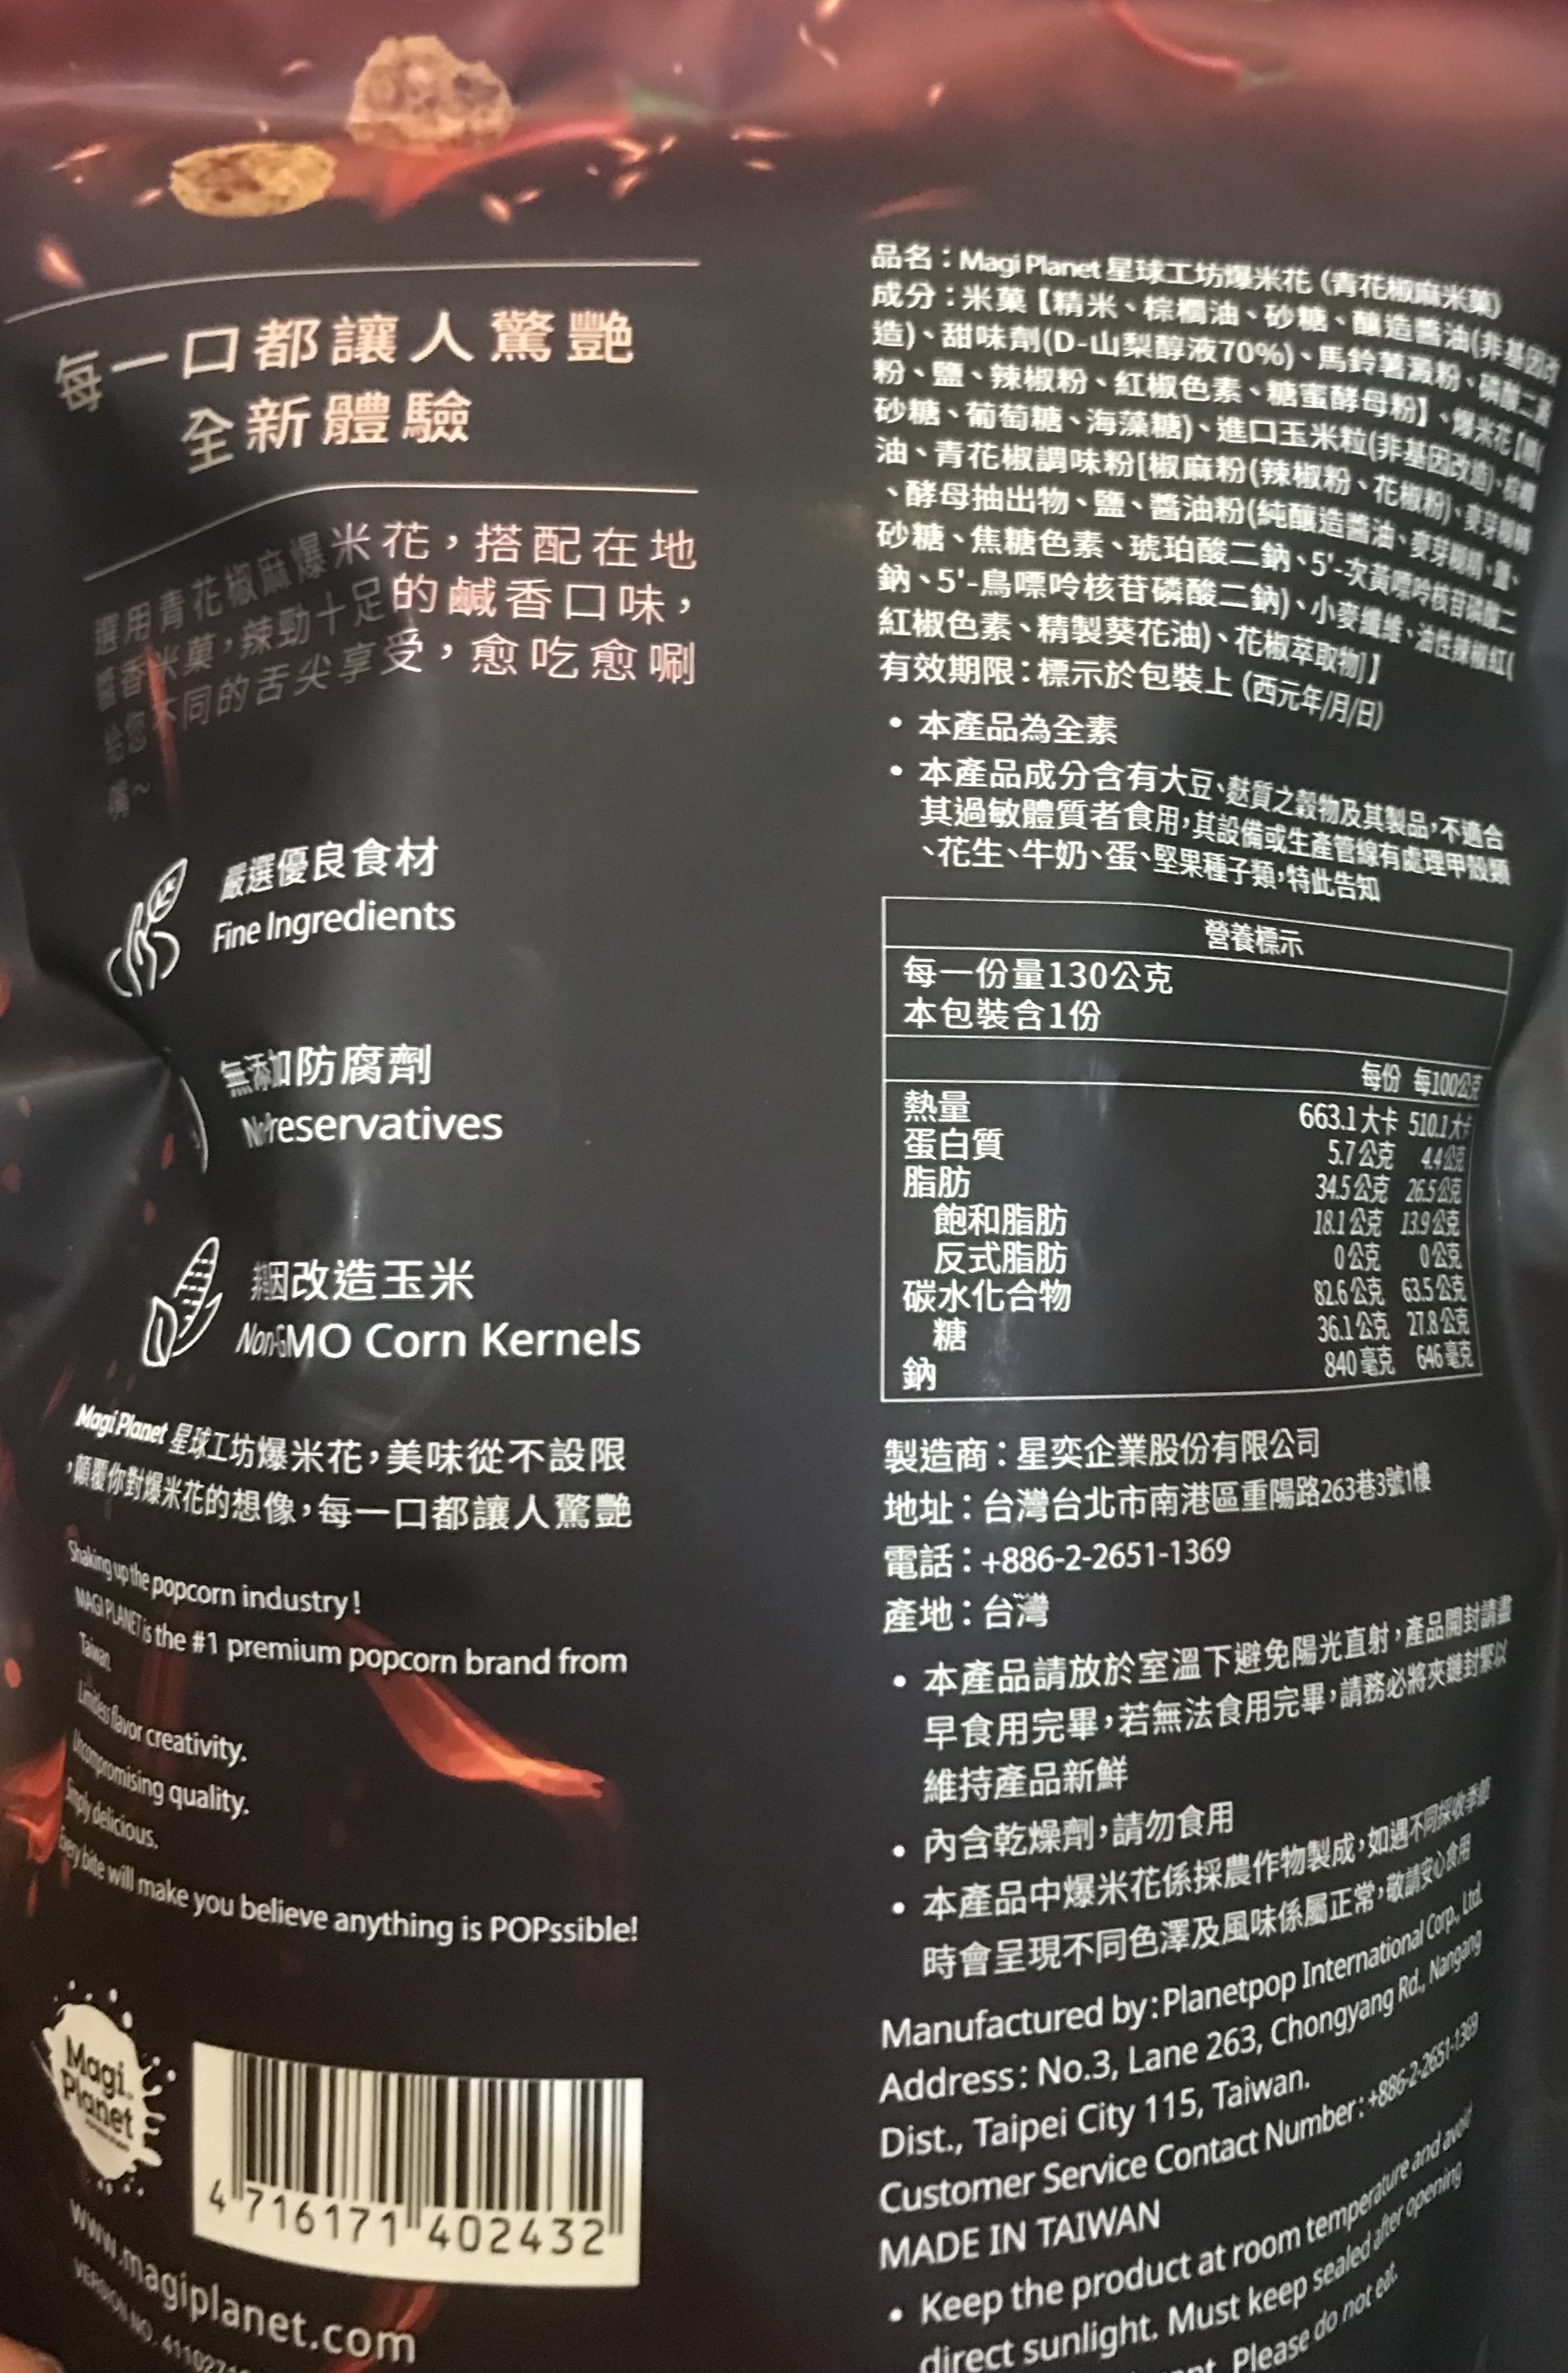 每一口都讓人驚艷
全新體驗
選用青花椒麻爆米花，搭配在地
醬香米菓，辣勁十足的鹹香口味，
給您不同的舌尖享受，愈吃愈唰
嘴～
嚴選優良食材
Fine Ingredients
無添加防腐劑
No Preservatives
非基因改造玉米
Non-GMO Corn Kernels
Magi Planet 星球工坊爆米花，美味從不設限
，顛覆你對爆米花的想像，每一口都讓人驚艷
Shaking up the popcorn industry!
MAGI PLANET is the #1 premium popcorn brand from
Taiwan
Limitless flavor creativity.
Uncompromising quality.
Simply delicious.
Every bite will make you believe anything is POPssible!
Magi
Planet
4 716171 402432
www.magiplanet.com
VERSION NO.
品名：Magi Planet 星球工坊爆米花（青花椒麻米菓）
成分：米菓【精米、棕櫚油、砂糖、釀造醬油(非基因改
造)、甜味劑(D-山梨醇液70%)、馬鈴薯澱粉、磷酸二澱
粉、鹽、辣椒粉、紅椒色素、糖蜜酵母粉】、爆米花【糖(
砂糖、葡萄糖、海藻糖)、進口玉米粒(非基因改造)、棕櫚
油、青花椒調味粉[椒麻粉(辣椒粉、花椒粉)、麥芽糊精
、酵母抽出物、鹽、醬油粉(純釀造醬油、麥芽糊精、鹽、
砂糖、焦糖色素、琥珀酸二鈉、5'-次黃嘌呤核苷磷酸二
鈉、5'-鳥嘌呤核苷磷酸二鈉)、小麥纖維、油性辣椒紅(
紅椒色素、精製葵花油)、花椒萃取物]】
有效期限：標示於包裝上 (西元年/月/日)
• 本產品為全素
• 本產品成分含有大豆、麩質之穀物及其製品，不適合
其過敏體質者食用，其設備或生產管線有處理甲殼類
、花生、牛奶、蛋、堅果種子類，特此告知
營養標示
每一份量130公克
本包裝含1份
每份 每100公克
熱量 663.1大卡 510.1大卡
蛋白質 5.7公克 4.4公克
脂肪 34.5公克 26.5公克
飽和脂肪 18.1公克 13.9公克
反式脂肪 0公克 0公克
碳水化合物 82.6公克 63.5公克
糖 36.1公克 27.8公克
鈉 840毫克 646毫克
製造商：星奕企業股份有限公司
地址：台灣台北市南港區重陽路263巷3號1樓
電話：+886-2-2651-1369
產地：台灣
• 本產品請放於室溫下避免陽光直射，產品開封請盡
早食用完畢，若無法食用完畢，請務必將夾鏈封緊以
維持產品新鮮
• 內含乾燥劑，請勿食用
• 本產品中爆米花係採農作物製成，如遇不同採收季節
時會呈現不同色澤及風味係屬正常，敬請安心食用
Manufactured by: Planetpop International Corp., Ltd.
Address: No.3, Lane 263, Chongyang Rd., Nangang
Dist., Taipei City 115, Taiwan.
Customer Service Contact Number: +886-2-2651-1369
MADE IN TAIWAN
• Keep the product at room temperature and avoid
direct sunlight. Must keep sealed after opening
Please do not eat.